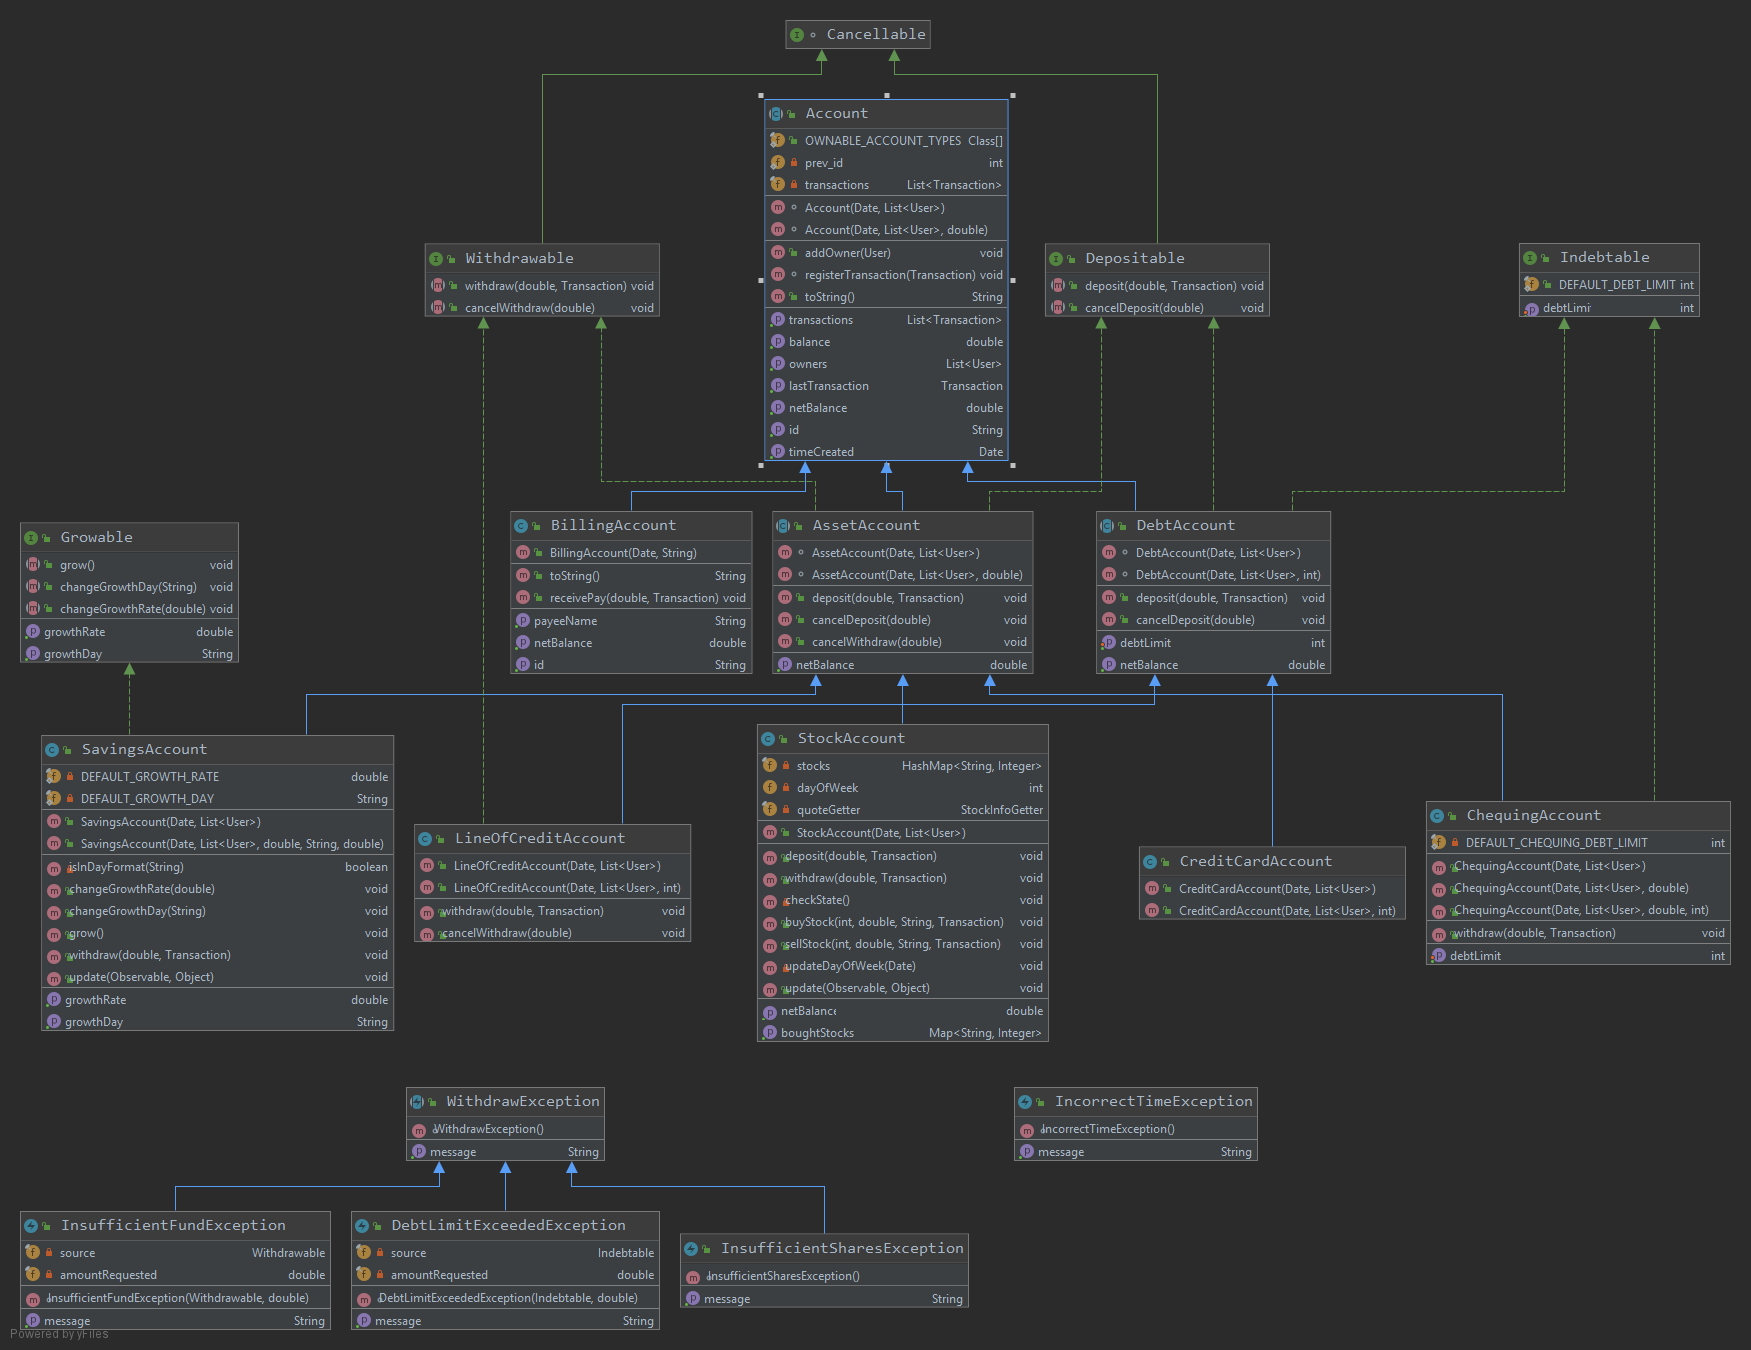 Cancellable
Account
OWNABLE_ACCOUNT_TYPES Class[]
prev_id int
transactions List<Transaction>
Account(Date, List<User>)
Account(Date, List<User>, double)
addOwner(User) void
registerTransaction(Transaction) void
toString() String
transactions List<Transaction>
balance double
owners List<User>
lastTransaction Transaction
netBalance double
id String
timeCreated Date
Withdrawable
withdraw(double, Transaction) void
cancelWithdraw(double) void
Depositable
deposit(double, Transaction) void
cancelDeposit(double) void
Indebtable
DEFAULT_DEBT_LIMIT int
debtLimi int
Growable
grow() void
changeGrowthDay(String) void
changeGrowthRate(double) void
growthRate double
growthDay String
BillingAccount
BillingAccount(Date, String)
toString() String
receivePay(double, Transaction) void
payeeName String
netBalance double
id String
AssetAccount
AssetAccount(Date, List<User>)
AssetAccount(Date, List<User>, double)
deposit(double, Transaction) void
cancelDeposit(double) void
cancelWithdraw(double) void
netBalance double
DebtAccount
DebtAccount(Date, List<User>)
DebtAccount(Date, List<User>, int)
deposit(double, Transaction) void
cancelDeposit(double) void
debtLimit int
netBalance double
SavingsAccount
DEFAULT_GROWTH_RATE double
DEFAULT_GROWTH_DAY String
SavingsAccount(Date, List<User>)
SavingsAccount(Date, List<User>, double, String, double)
isInDayFormat(String) boolean
changeGrowthRate(double) void
changeGrowthDay(String) void
grow() void
withdraw(double, Transaction) void
update(Observable, Object) void
growthRate double
growthDay String
LineOfCreditAccount
LineOfCreditAccount(Date, List<User>)
LineOfCreditAccount(Date, List<User>, int)
withdraw(double, Transaction) void
cancelWithdraw(double) void
StockAccount
stocks HashMap<String, Integer>
dayOfWeek int
quoteGetter StockInfoGetter
StockAccount(Date, List<User>)
deposit(double, Transaction) void
withdraw(double, Transaction) void
checkState() void
buyStock(int, double, String, Transaction) void
sellStock(int, double, String, Transaction) void
updateDayOfWeek(Date) void
update(Observable, Object) void
netBalance double
boughtStocks Map<String, Integer>
CreditCardAccount
CreditCardAccount(Date, List<User>)
CreditCardAccount(Date, List<User>, int)
ChequingAccount
DEFAULT_CHEQUING_DEBT_LIMIT int
ChequingAccount(Date, List<User>)
ChequingAccount(Date, List<User>, double)
ChequingAccount(Date, List<User>, double, int)
withdraw(double, Transaction) void
debtLimit int
WithdrawException
WithdrawException()
message String
IncorrectTimeException
IncorrectTimeException()
message String
InsufficientFundException
source Withdrawable
amountRequested double
InsufficientFundException(Withdrawable, double)
message String
DebtLimitExceededException
source Indebtable
amountRequested double
DebtLimitExceededException(Indebtable, double)
message String
InsufficientSharesException
InsufficientSharesException()
message String
Powered by yFiles